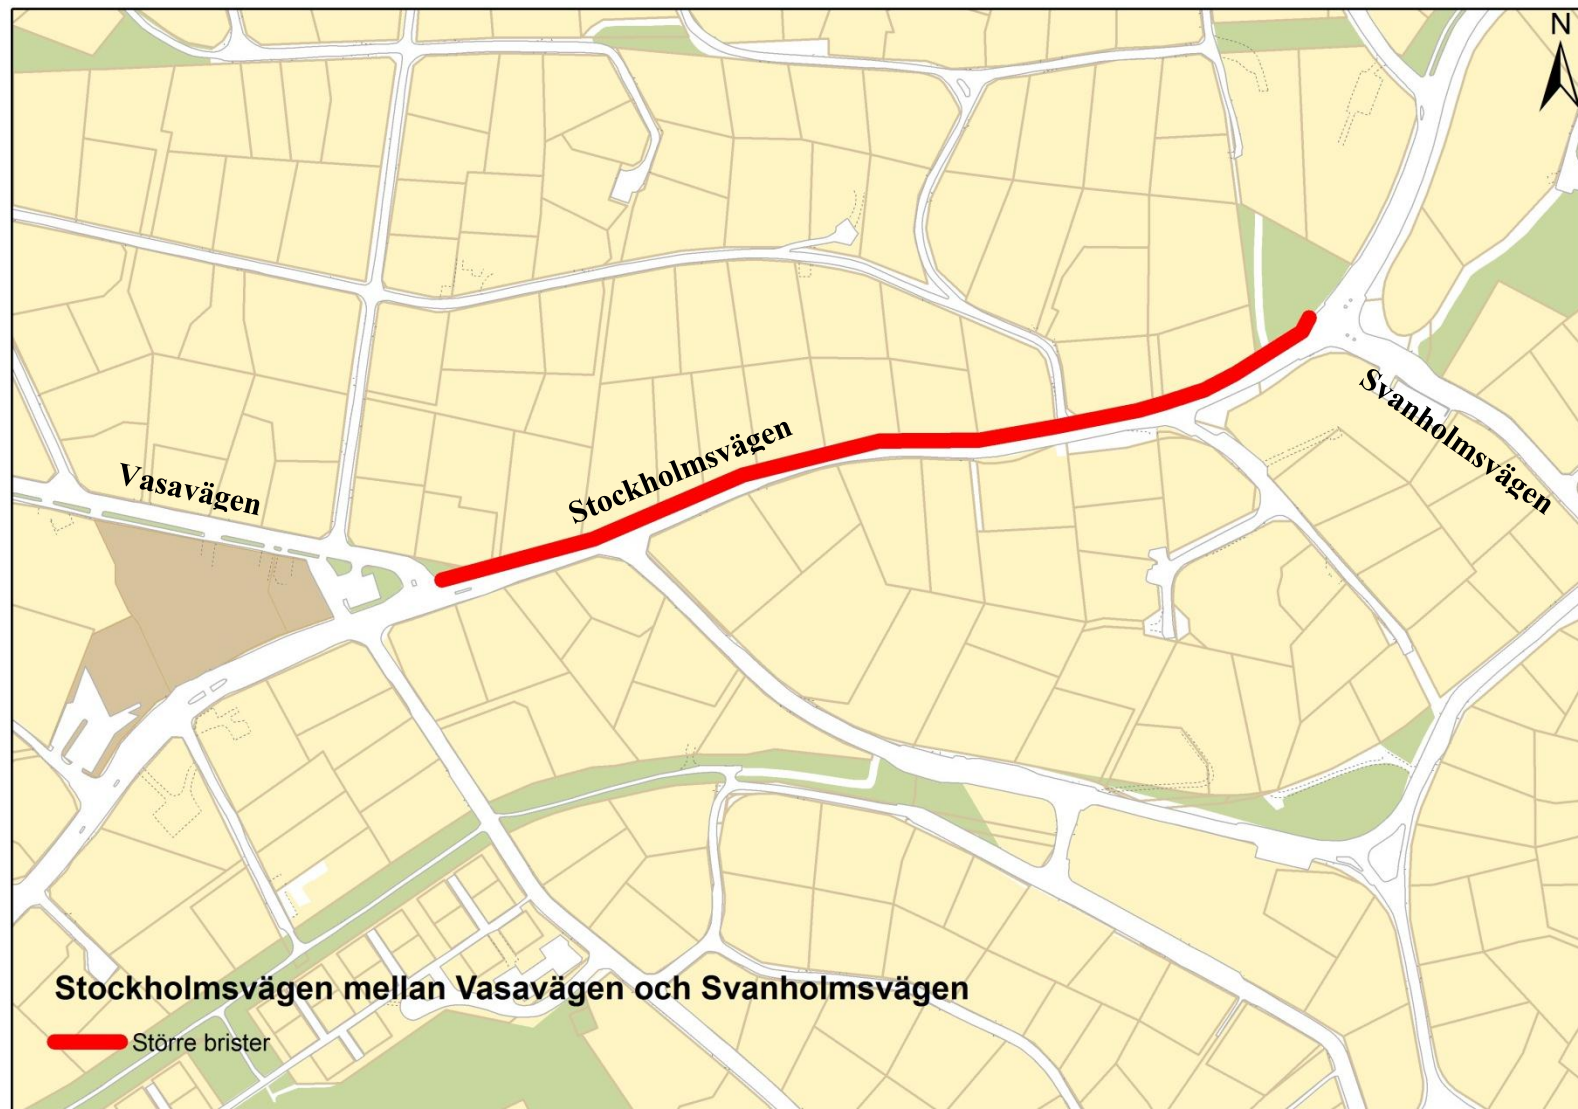 N
Svanholmsvägen
Stockholmsvägen
Vasavägen
Stockholmsvägen mellan Vasavägen och Svanholmsvägen
Större brister